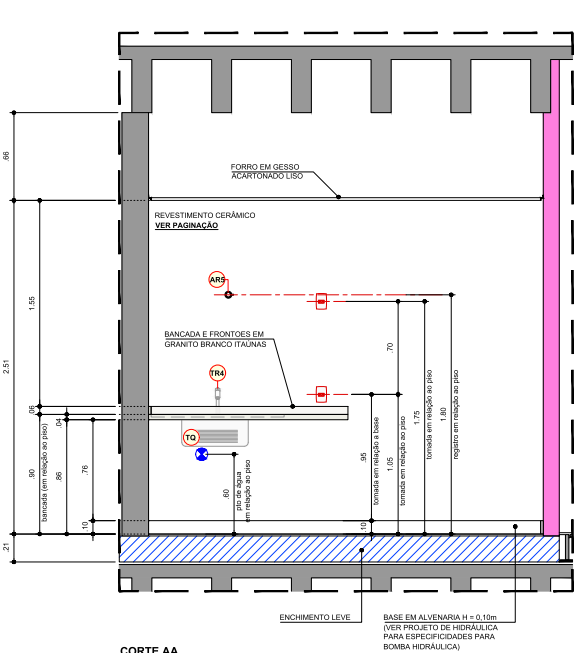 .66
FORRO EM GESSO
ACARTONADO LISO
REVESTIMENTO CERÂMICO
VER PAGINAÇÃO
AR5
1.55
2.51
BANCADA E FRONTOES EM
GRANITO BRANCO ITAÚNAS
TR4
.70
1.75
tomada em relação ao piso
1.80
registro em relação ao piso
.06
.04
TQ
.90
bancada (em relação ao piso)
.86
.76
.60
pto de água
em relação ao piso
.95
tomada em relação a base
1.05
tomada em relação ao piso
.10
.10
.21
ENCHIMENTO LEVE
BASE EM ALVENARIA H = 0,10m
(VER PROJETO DE HIDRÁULICA
PARA ESPECIFICIDADES PARA
BOMBA HIDRÁULICA)
CORTE AA